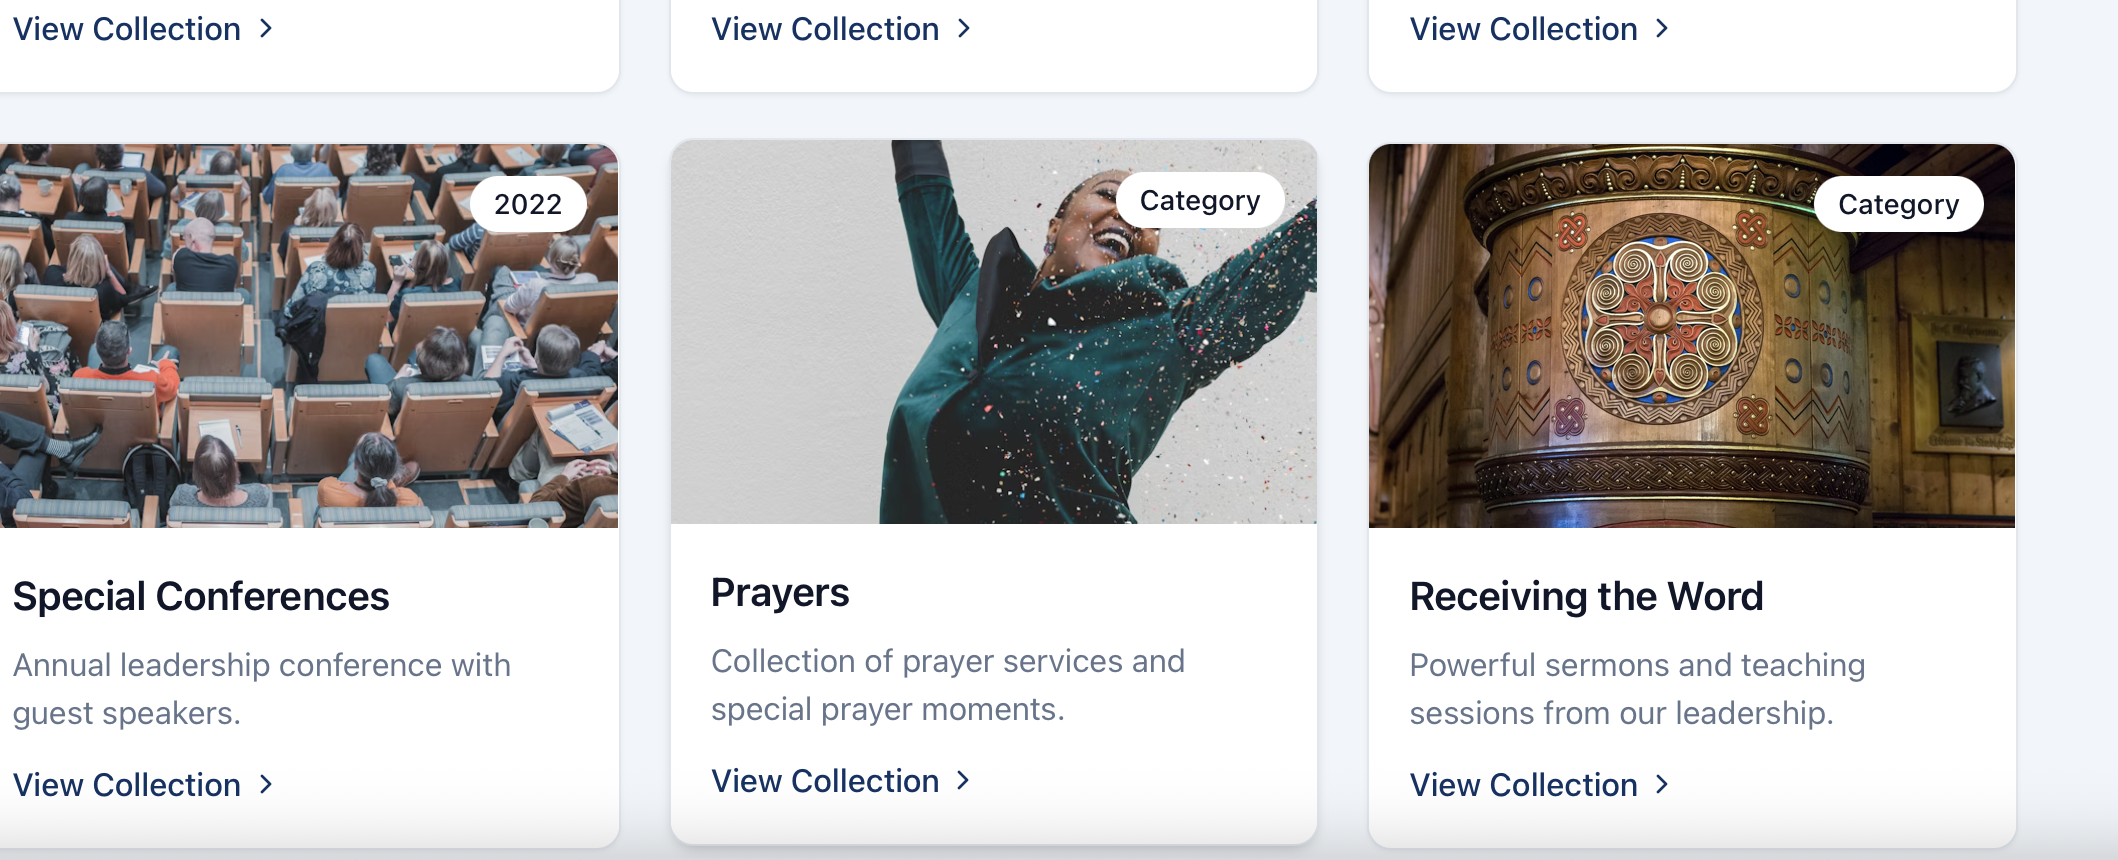 View Collection
View Collection
View Collection
2022
Category
Category
Special Conferences
Annual leadership conference with
guest speakers.
View Collection
Prayers
Collection of prayer services and
special prayer moments.
View Collection
Receiving the Word
Powerful sermons and teaching
sessions from our leadership.
View Collection